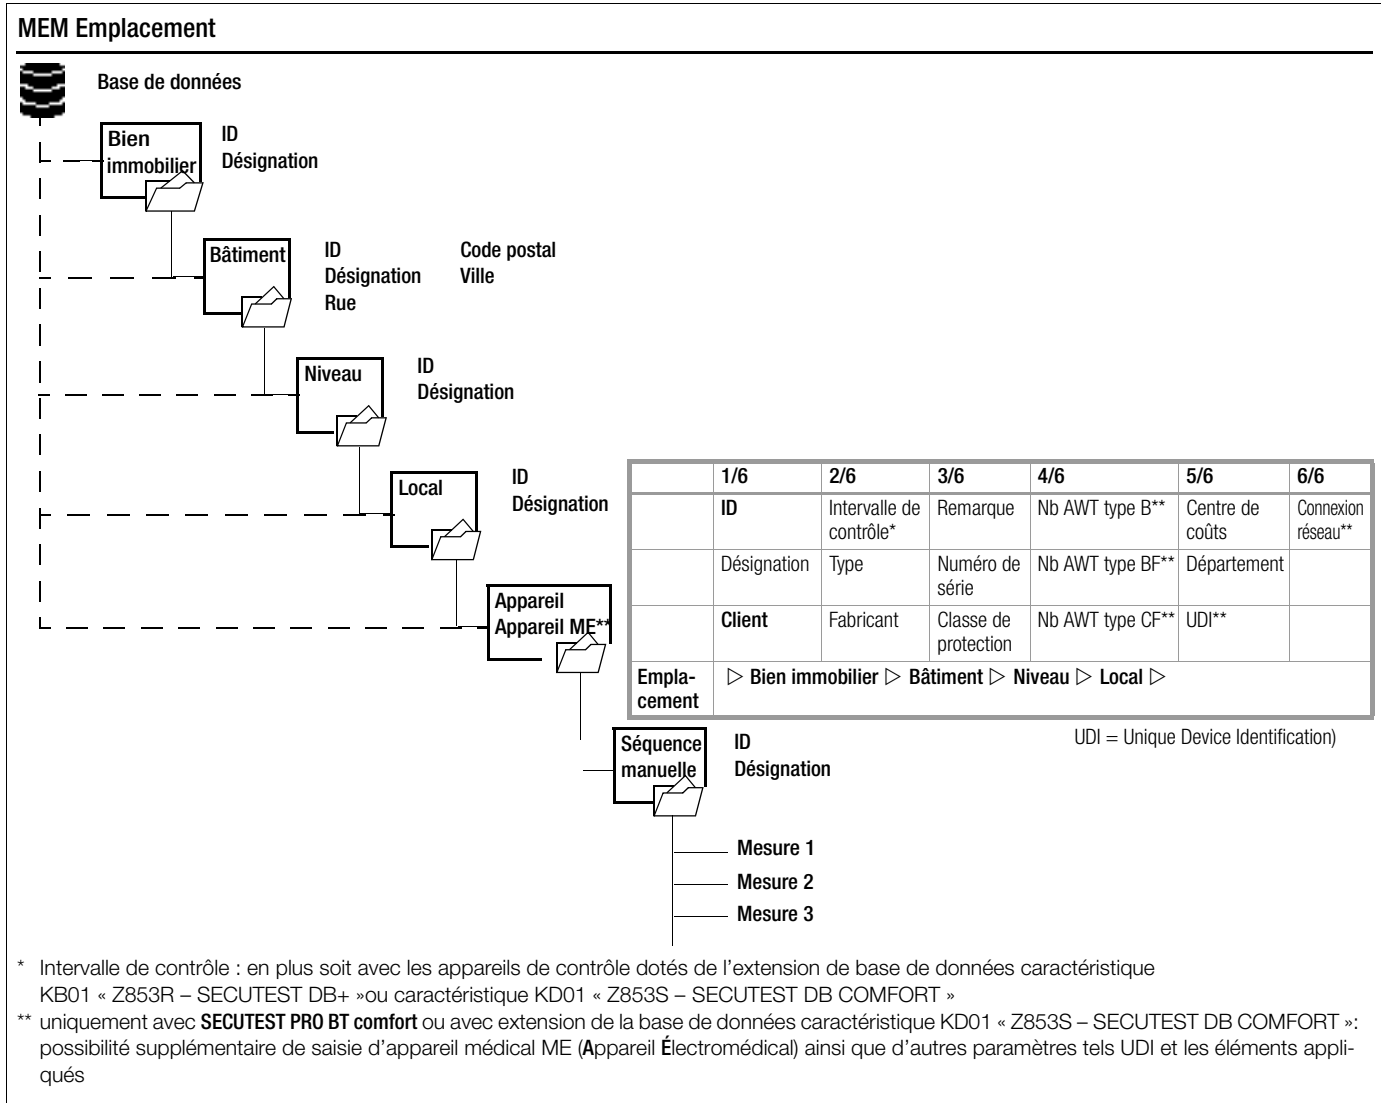 MEM Emplacement
Base de données
Bien
immobilier
ID
Désignation
Bâtiment
ID
Désignation
Rue
Code postal
Ville
Niveau
ID
Désignation
Local
ID
Désignation
Appareil
Appareil ME**
1/6 2/6 3/6 4/6 5/6 6/6
ID Intervalle de contrôle* Remarque Nb AWT type B** Centre de coûts Connexion réseau**
Désignation Type Numéro de série Nb AWT type BF** Département
Client Fabricant Classe de protection Nb AWT type CF** UDI**
Empla-
cement
▷ Bien immobilier ▷ Bâtiment ▷ Niveau ▷ Local ▷
UDI = Unique Device Identification)
Séquence
manuelle
ID
Désignation
Mesure 1
Mesure 2
Mesure 3
* Intervalle de contrôle : en plus soit avec les appareils de contrôle dotés de l'extension de base de données caractéristique
KB01 « Z853R – SECUTEST DB+ »ou caractéristique KD01 « Z853S – SECUTEST DB COMFORT »
** uniquement avec SECUTEST PRO BT comfort ou avec extension de la base de données caractéristique KD01 « Z853S – SECUTEST DB COMFORT »:
possibilité supplémentaire de saisie d'appareil médical ME (Appareil Électromédical) ainsi que d'autres paramètres tels UDI et les éléments appli-
qués